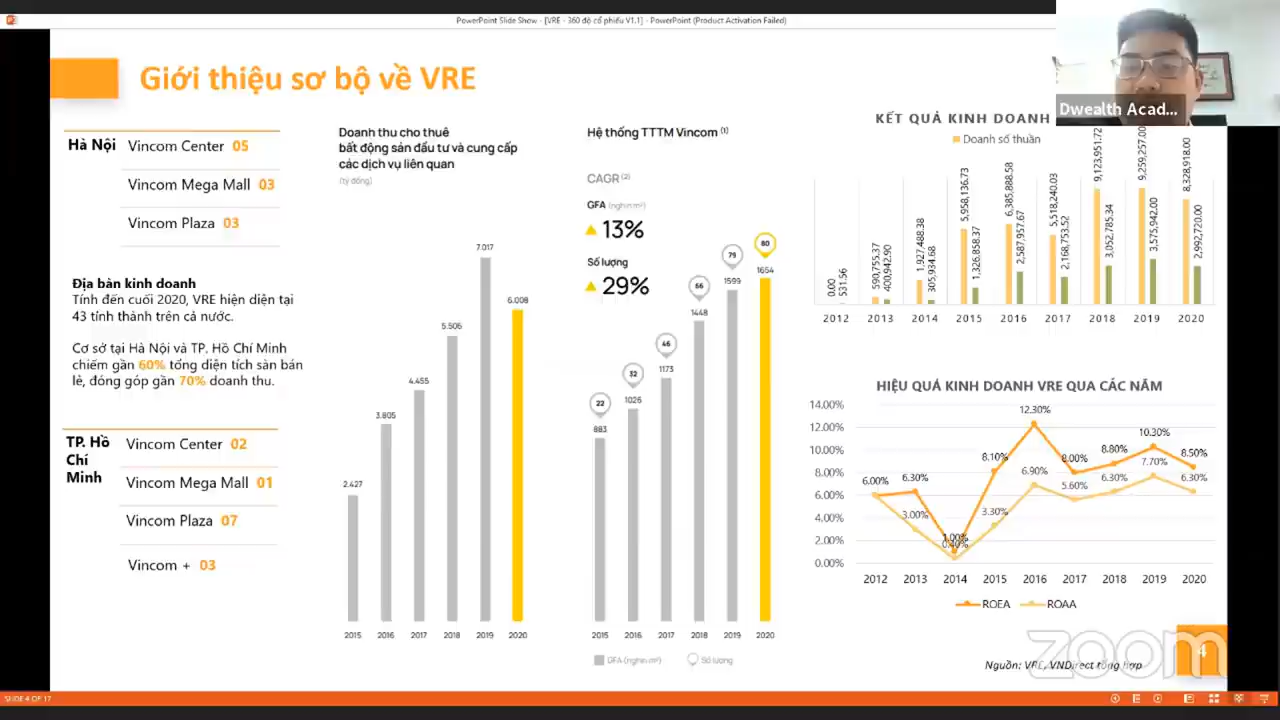 PowerPoint Slide Show - [VRE - 360 độ cổ phiếu V1.1] - PowerPoint (Product Activation Failed)
Giới thiệu sơ bộ về VRE
Dwealth Acad...
Hà Nội
Vincom Center 05
Vincom Mega Mall 03
Vincom Plaza 03
Địa bàn kinh doanh
Tính đến cuối 2020, VRE hiện diện tại
43 tỉnh thành trên cả nước.
Cơ sở tại Hà Nội và TP. Hồ Chí Minh
chiếm gần 60% tổng diện tích sàn bán
lẻ, đóng góp gần 70% doanh thu.
TP. Hồ
Chí
Minh
Vincom Center 02
Vincom Mega Mall 01
Vincom Plaza 07
Vincom + 03
Doanh thu cho thuê
bất động sản đầu tư và cung cấp
các dịch vụ liên quan
(tỷ đồng)
2.427
3.805
4.455
5.506
7.017
6.008
2015 2016 2017 2018 2019 2020
Hệ thống TTTM Vincom (1)
CAGR (2)
GFA (nghìn m²)
13%
Số lượng
29%
22
32
46
66
79
80
883
1026
1173
1448
1599
1654
2015 2016 2017 2018 2019 2020
GFA (nghìn m²) Số lượng
KẾT QUẢ KINH DOANH
Doanh số thuần
0.00
531.56
590,755.37
400,942.90
1,927,488.38
305,934.68
5,958,136.73
1,326,858.37
6,385,888.58
2,587,957.67
5,518,240.03
2,168,753.52
9,123,951.72
3,052,785.34
9,259,257.00
3,575,942.00
8,328,918.00
2,992,720.00
2012 2013 2014 2015 2016 2017 2018 2019 2020
HIỆU QUẢ KINH DOANH VRE QUA CÁC NĂM
14.00%
12.00%
10.00%
8.00%
6.00%
4.00%
2.00%
0.00%
6.00%
6.30%
1.00%
8.10%
12.30%
8.00%
8.80%
10.30%
8.50%
3.00%
0.40%
3.30%
6.90%
5.60%
6.30%
7.70%
6.30%
2012 2013 2014 2015 2016 2017 2018 2019 2020
ROEA ROAA
Nguồn: VRE, VNDirect tổng hợp
zoom
4
SLIDE 4 OF 17